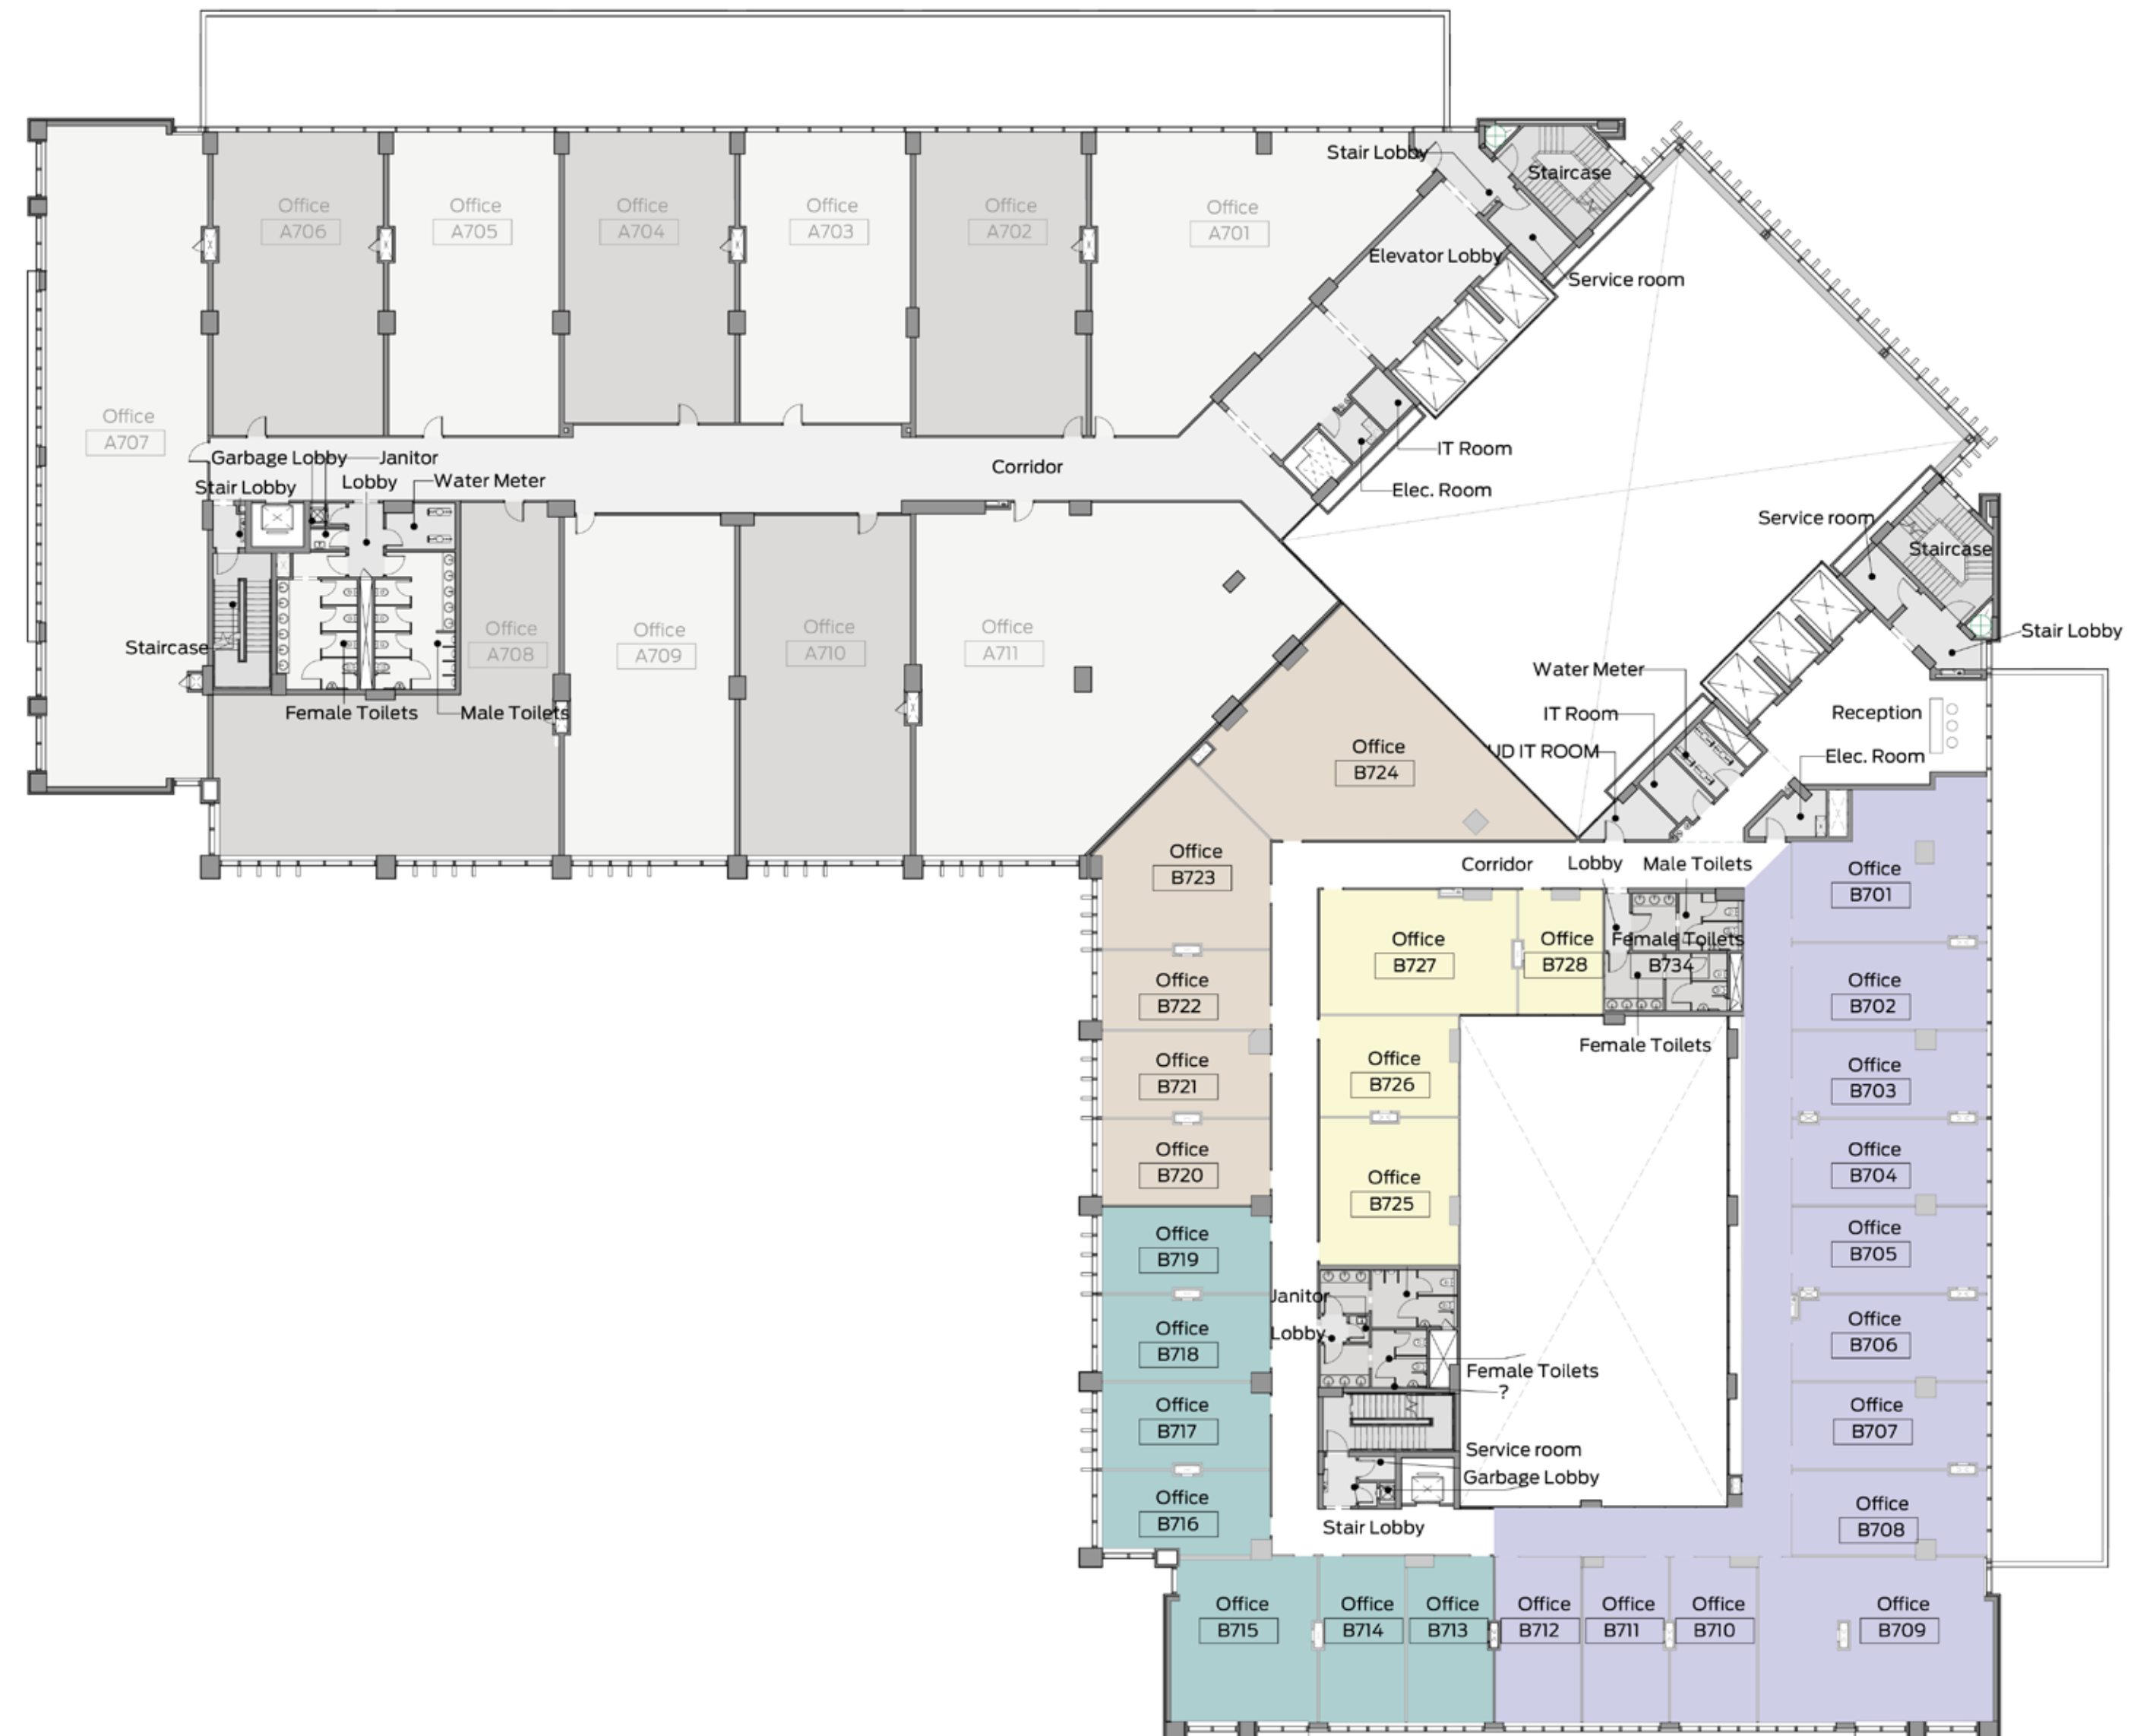 Stair Lobby
Staircase
Office
A706
Office
A705
Office
A704
Office
A703
Office
A702
Office
A701
Elevator Lobby
Service room
Office
A707
Garbage Lobby
Janitor
Corridor
IT Room
Stair Lobby
Lobby
Water Meter
Elec. Room
Service room
Staircase
Office
A708
Office
A709
Office
A710
Office
A711
Staircase
Stair Lobby
Female Toilets
Male Toilets
Water Meter
IT Room
Reception
UD IT ROOM
Elec. Room
Office
B724
Office
B723
Corridor
Lobby
Male Toilets
Office
B701
Office
B727
Office
B728
Female Toilets
B734
Office
B722
Office
B702
Female Toilets
Office
B721
Office
B726
Office
B703
Office
B720
Office
B725
Office
B704
Office
B719
Office
B705
Janitor
Lobby
Office
B718
Office
B706
Female Toilets
?
Office
B717
Office
B707
Service room
Garbage Lobby
Office
B716
Stair Lobby
Office
B708
Office
B715
Office
B714
Office
B713
Office
B712
Office
B711
Office
B710
Office
B709